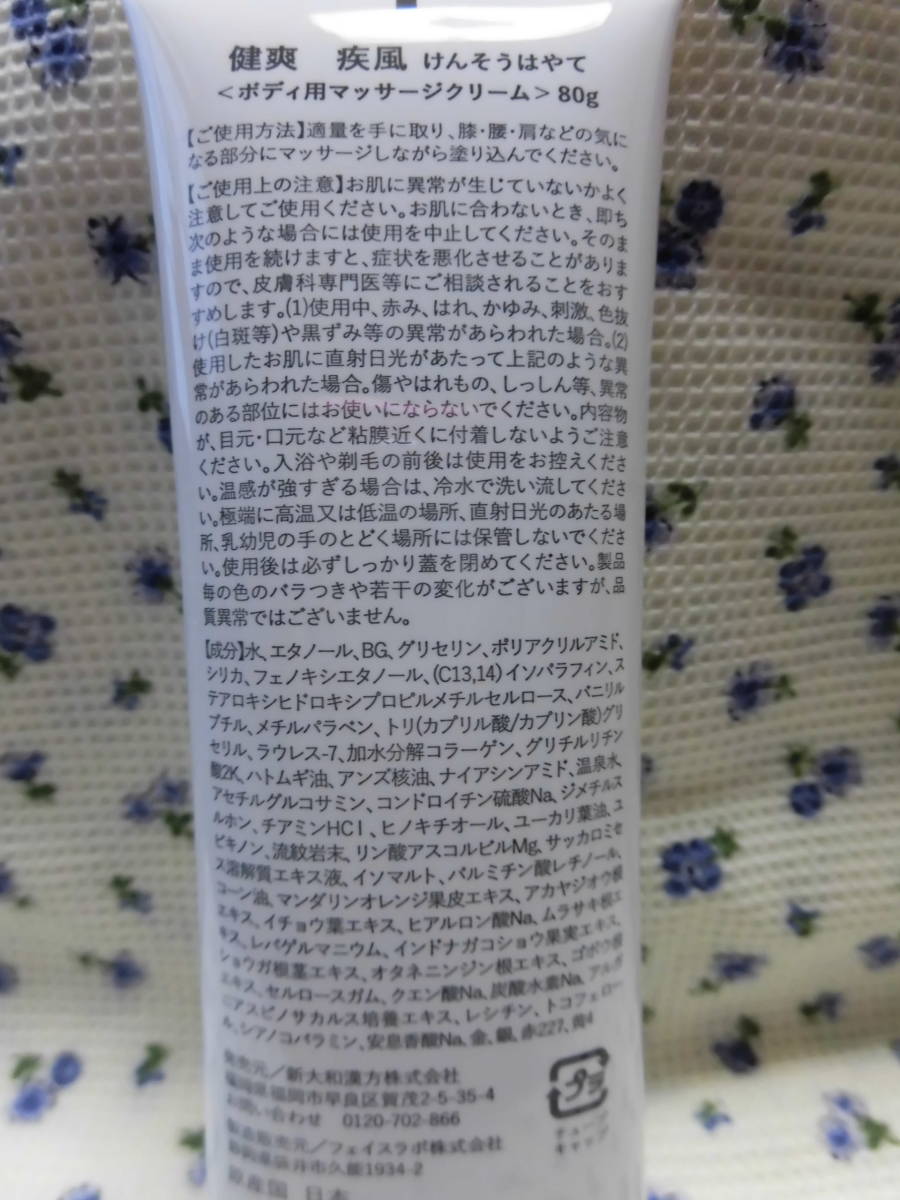 健爽 疾風 けんそうはやて
<ボディ用マッサージクリーム> 80g
【ご使用方法】適量を手に取り、膝・腰・肩などの気に
なる部分にマッサージしながら塗り込んでください。
【ご使用上の注意】お肌に異常が生じていないかよく
注意してご使用ください。お肌に合わないとき、即ち
次のような場合には使用を中止してください。そのま
ま使用を続けますと、症状を悪化させることがありま
すので、皮膚科専門医等にご相談されることをおす
すめします。(1)使用中、赤み、はれ、かゆみ、刺激、色抜
け(白斑等)や黒ずみ等の異常があらわれた場合。(2)
使用したお肌に直射日光があたって上記のような異
常があらわれた場合。傷やはれもの、しっしん等、異常
のある部位にはお使いにならないでください。内容物
が、目元・口元など粘膜近くに付着しないようご注意
ください。入浴や剃毛の前後は使用をお控えくださ
い。温感が強すぎる場合は、冷水で洗い流してくださ
い。極端に高温又は低温の場所、直射日光のあたる場
所、乳幼児の手のとどく場所には保管しないでくださ
い。使用後は必ずしっかり蓋を閉めてください。製品
毎の色のバラつきや若干の変化がございますが、品
質異常ではございません。
【成分】水、エタノール、BG、グリセリン、ポリアクリルアミド、
シリカ、フェノキシエタノール、(C13,14)イソパラフィン、ス
テアロキシヒドロキシプロピルメチルセルロース、バニリル
ブチル、メチルパラベン、トリ(カプリル酸/カプリン酸)グリ
セリル、ラウレス-7、加水分解コラーゲン、グリチルリチン
酸2K、ハトムギ油、アンズ核油、ナイアシンアミド、温泉水、
アセチルグルコサミン、コンドロイチン硫酸Na、ジメチルス
ルホン、チアミンHCl、ヒノキチオール、ユーカリ葉油、ユ
ビキノン、流紋岩末、リン酸アスコルビルMg、サッカロミセ
ス溶解質エキス液、イソマルト、パルミチン酸レチノール、
コーン油、マンダリンオレンジ果皮エキス、アカヤジオウ根
エキス、イチョウ葉エキス、ヒアルロン酸Na、ムラサキ根エ
キス、レパゲルマニウム、インドナガコショウ果実エキス、
ショウガ根茎エキス、オタネニンジン根エキス、ゴボウ根
エキス、セルロースガム、クエン酸Na、炭酸水素Na、アルガ
ニアスピノサカルス培養エキス、レシチン、トコフェロー
ル、シアノコバラミン、安息香酸Na、金、銀、赤227、黄4
発売元／新大和漢方株式会社
福岡県福岡市早良区賀茂2-5-35-4
お問い合わせ 0120-702-866
製造販売元／フェイスラボ株式会社
静岡県袋井市久能1934-2
原産国 日本
プラ
チューブ
キャップ